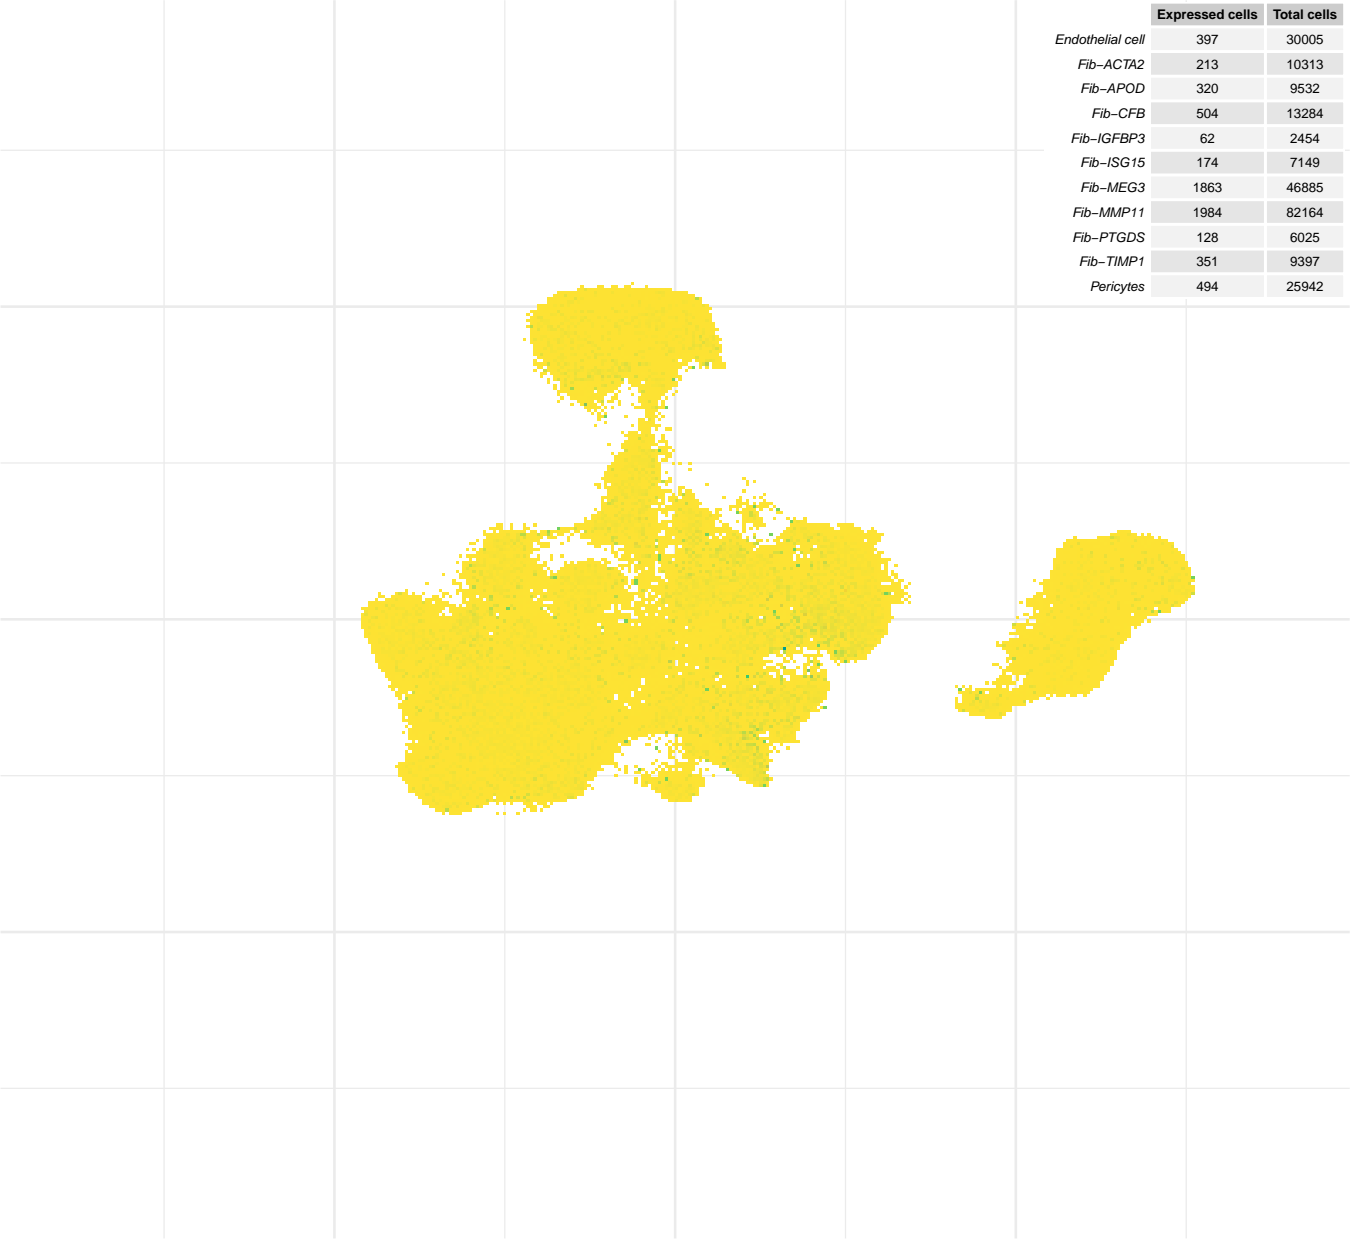 Expressed cells Total cells
Endothelial cell 397 30005
Fib−ACTA2 213 10313
Fib−APOD 320 9532
Fib−CFB 504 13284
Fib−IGFBP3 62 2454
Fib−ISG15 174 7149
Fib−MEG3 1863 46885
Fib−MMP11 1984 82164
Fib−PTGDS 128 6025
Fib−TIMP1 351 9397
Pericytes 494 25942